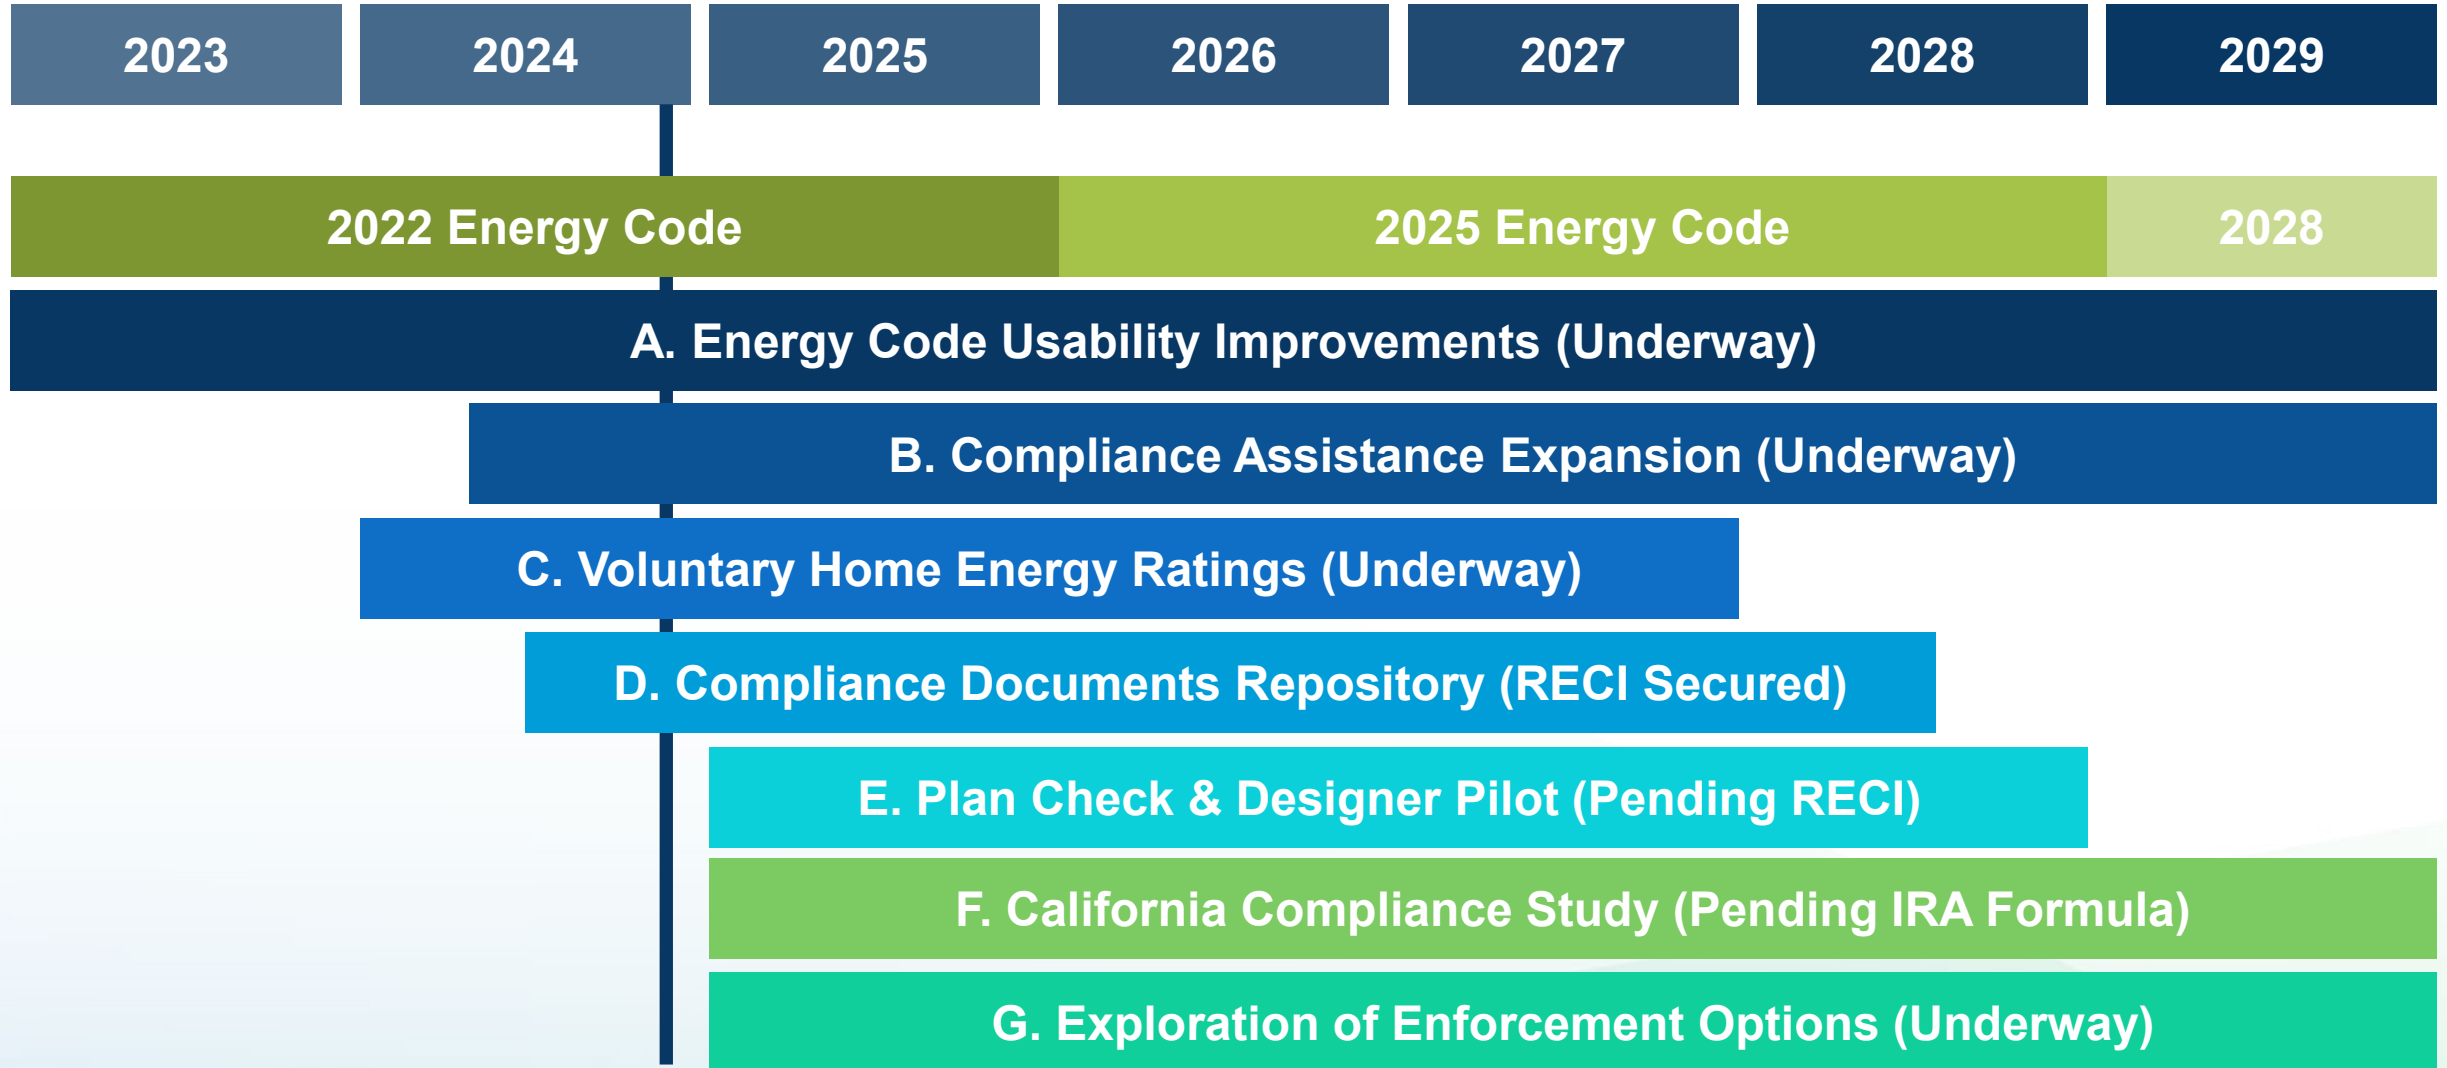 2023
2024
2025
2026
2027
2028
2029
2022 Energy Code
2025 Energy Code
2028
A. Energy Code Usability Improvements (Underway)
B. Compliance Assistance Expansion (Underway)
C. Voluntary Home Energy Ratings (Underway)
D. Compliance Documents Repository (RECI Secured)
E. Plan Check & Designer Pilot (Pending RECI)
F. California Compliance Study (Pending IRA Formula)
G. Exploration of Enforcement Options (Underway)